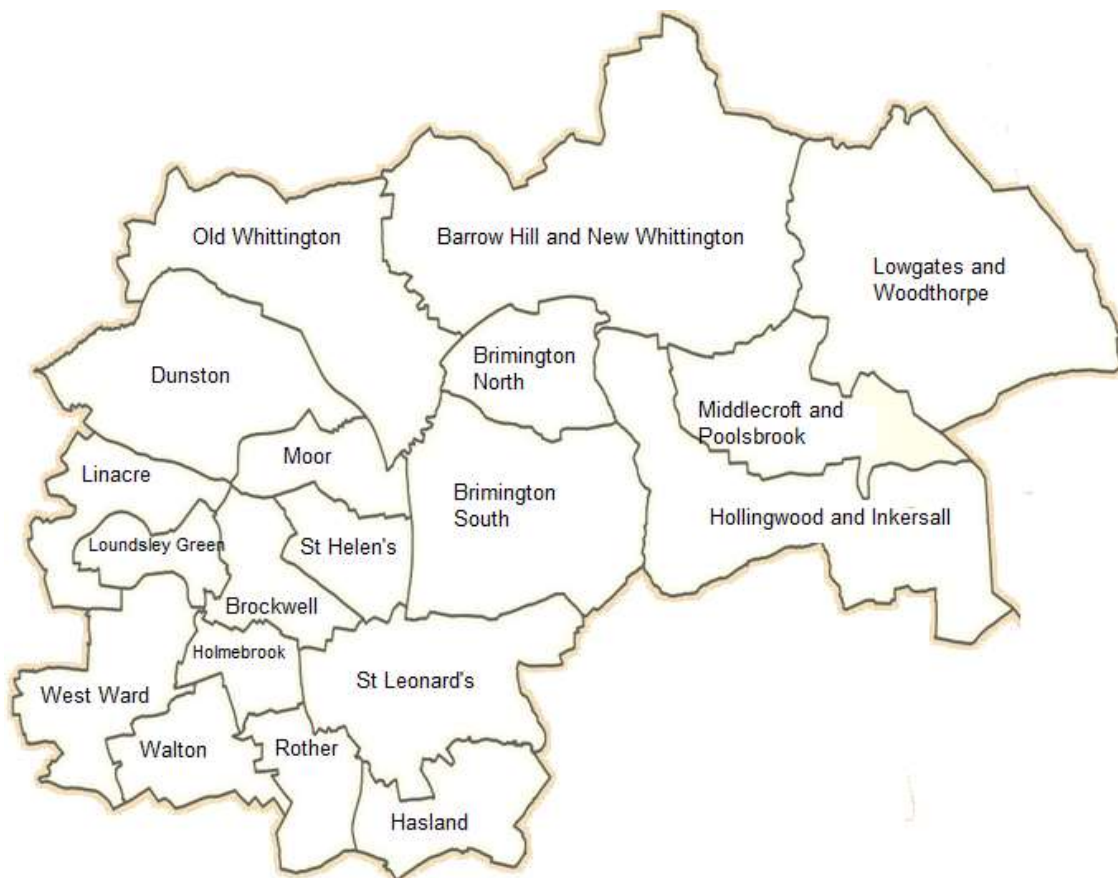 Old Whittington
Barrow Hill and New Whittington
Lowgates and
Woodthorpe
Brimington
North
Dunston
Middlecroft and
Poolsbrook
Moor
Linacre
Brimington
South
Hollingwood and Inkersall
Loundsley Green
St Helen's
Brockwell
Holmebrook
St Leonard's
West Ward
Walton
Rother
Hasland